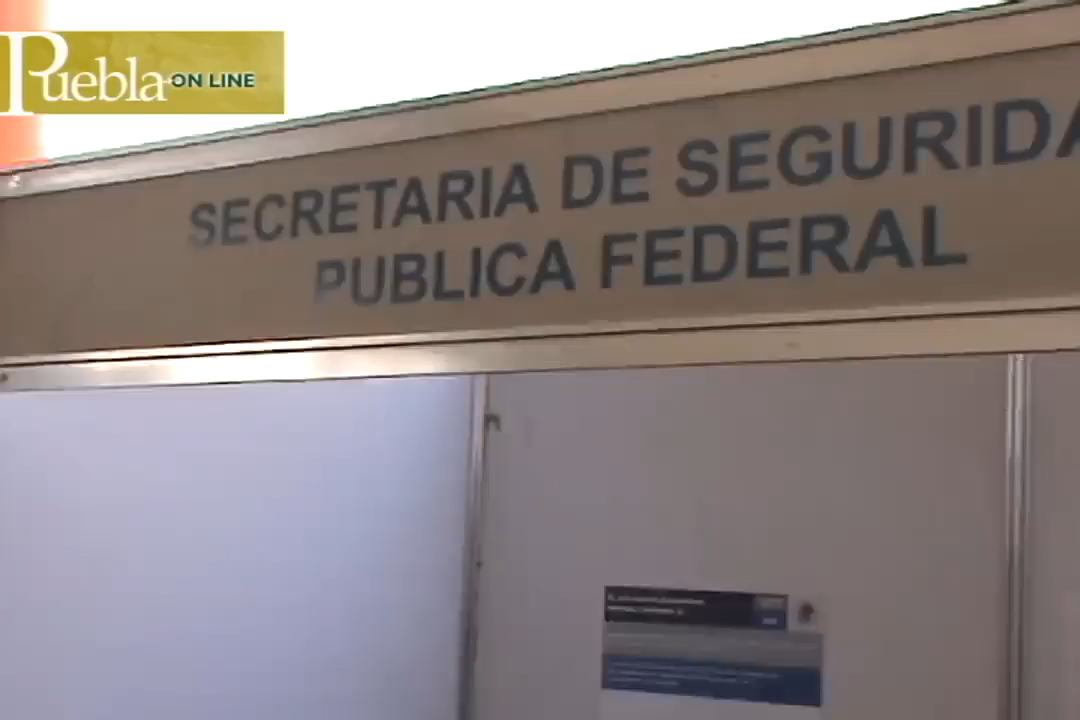 Puebla ON LINE
SECRETARIA DE SEGURIDA
PUBLICA FEDERAL